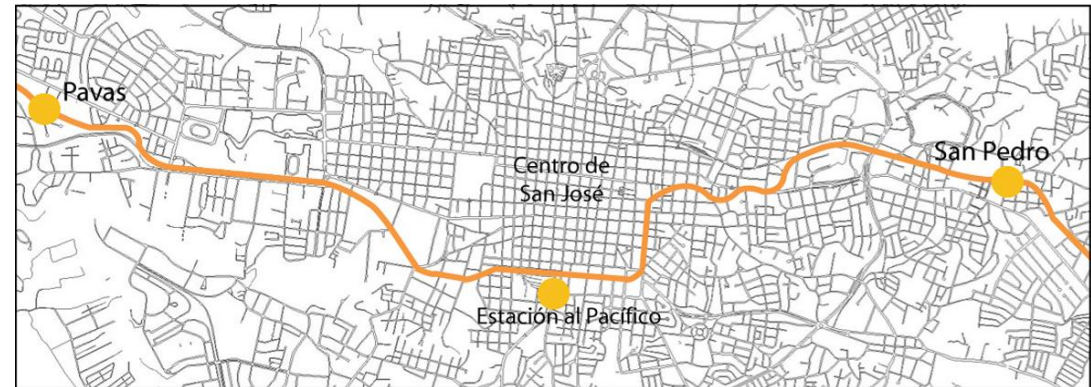 Pavas
Centro de
San José
San Pedro
Estación al Pacífico